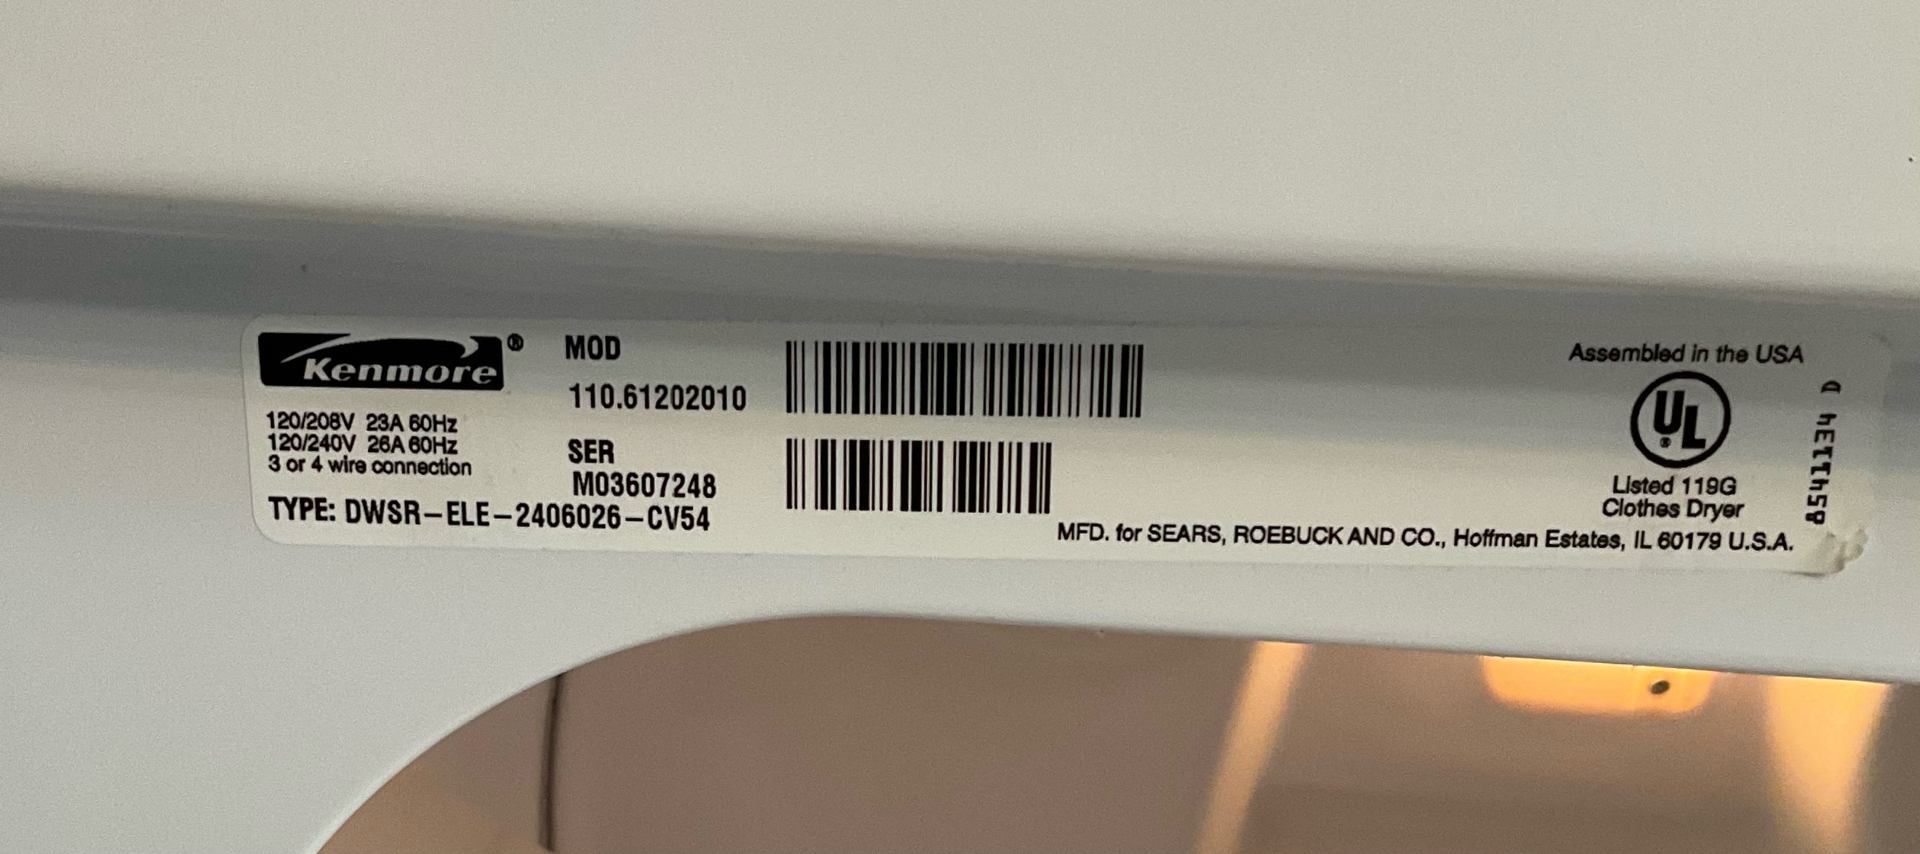 Kenmore®
120/208V 23A 60Hz
120/240V 26A 60Hz
3 or 4 wire connection
TYPE: DWSR-ELE-2406026-CV54
MOD
110.61202010
SER
M03607248
Assembled in the USA
UL®
Listed 119G
Clothes Dryer
MFD. for SEARS, ROEBUCK AND CO., Hoffman Estates, IL 60179 U.S.A.